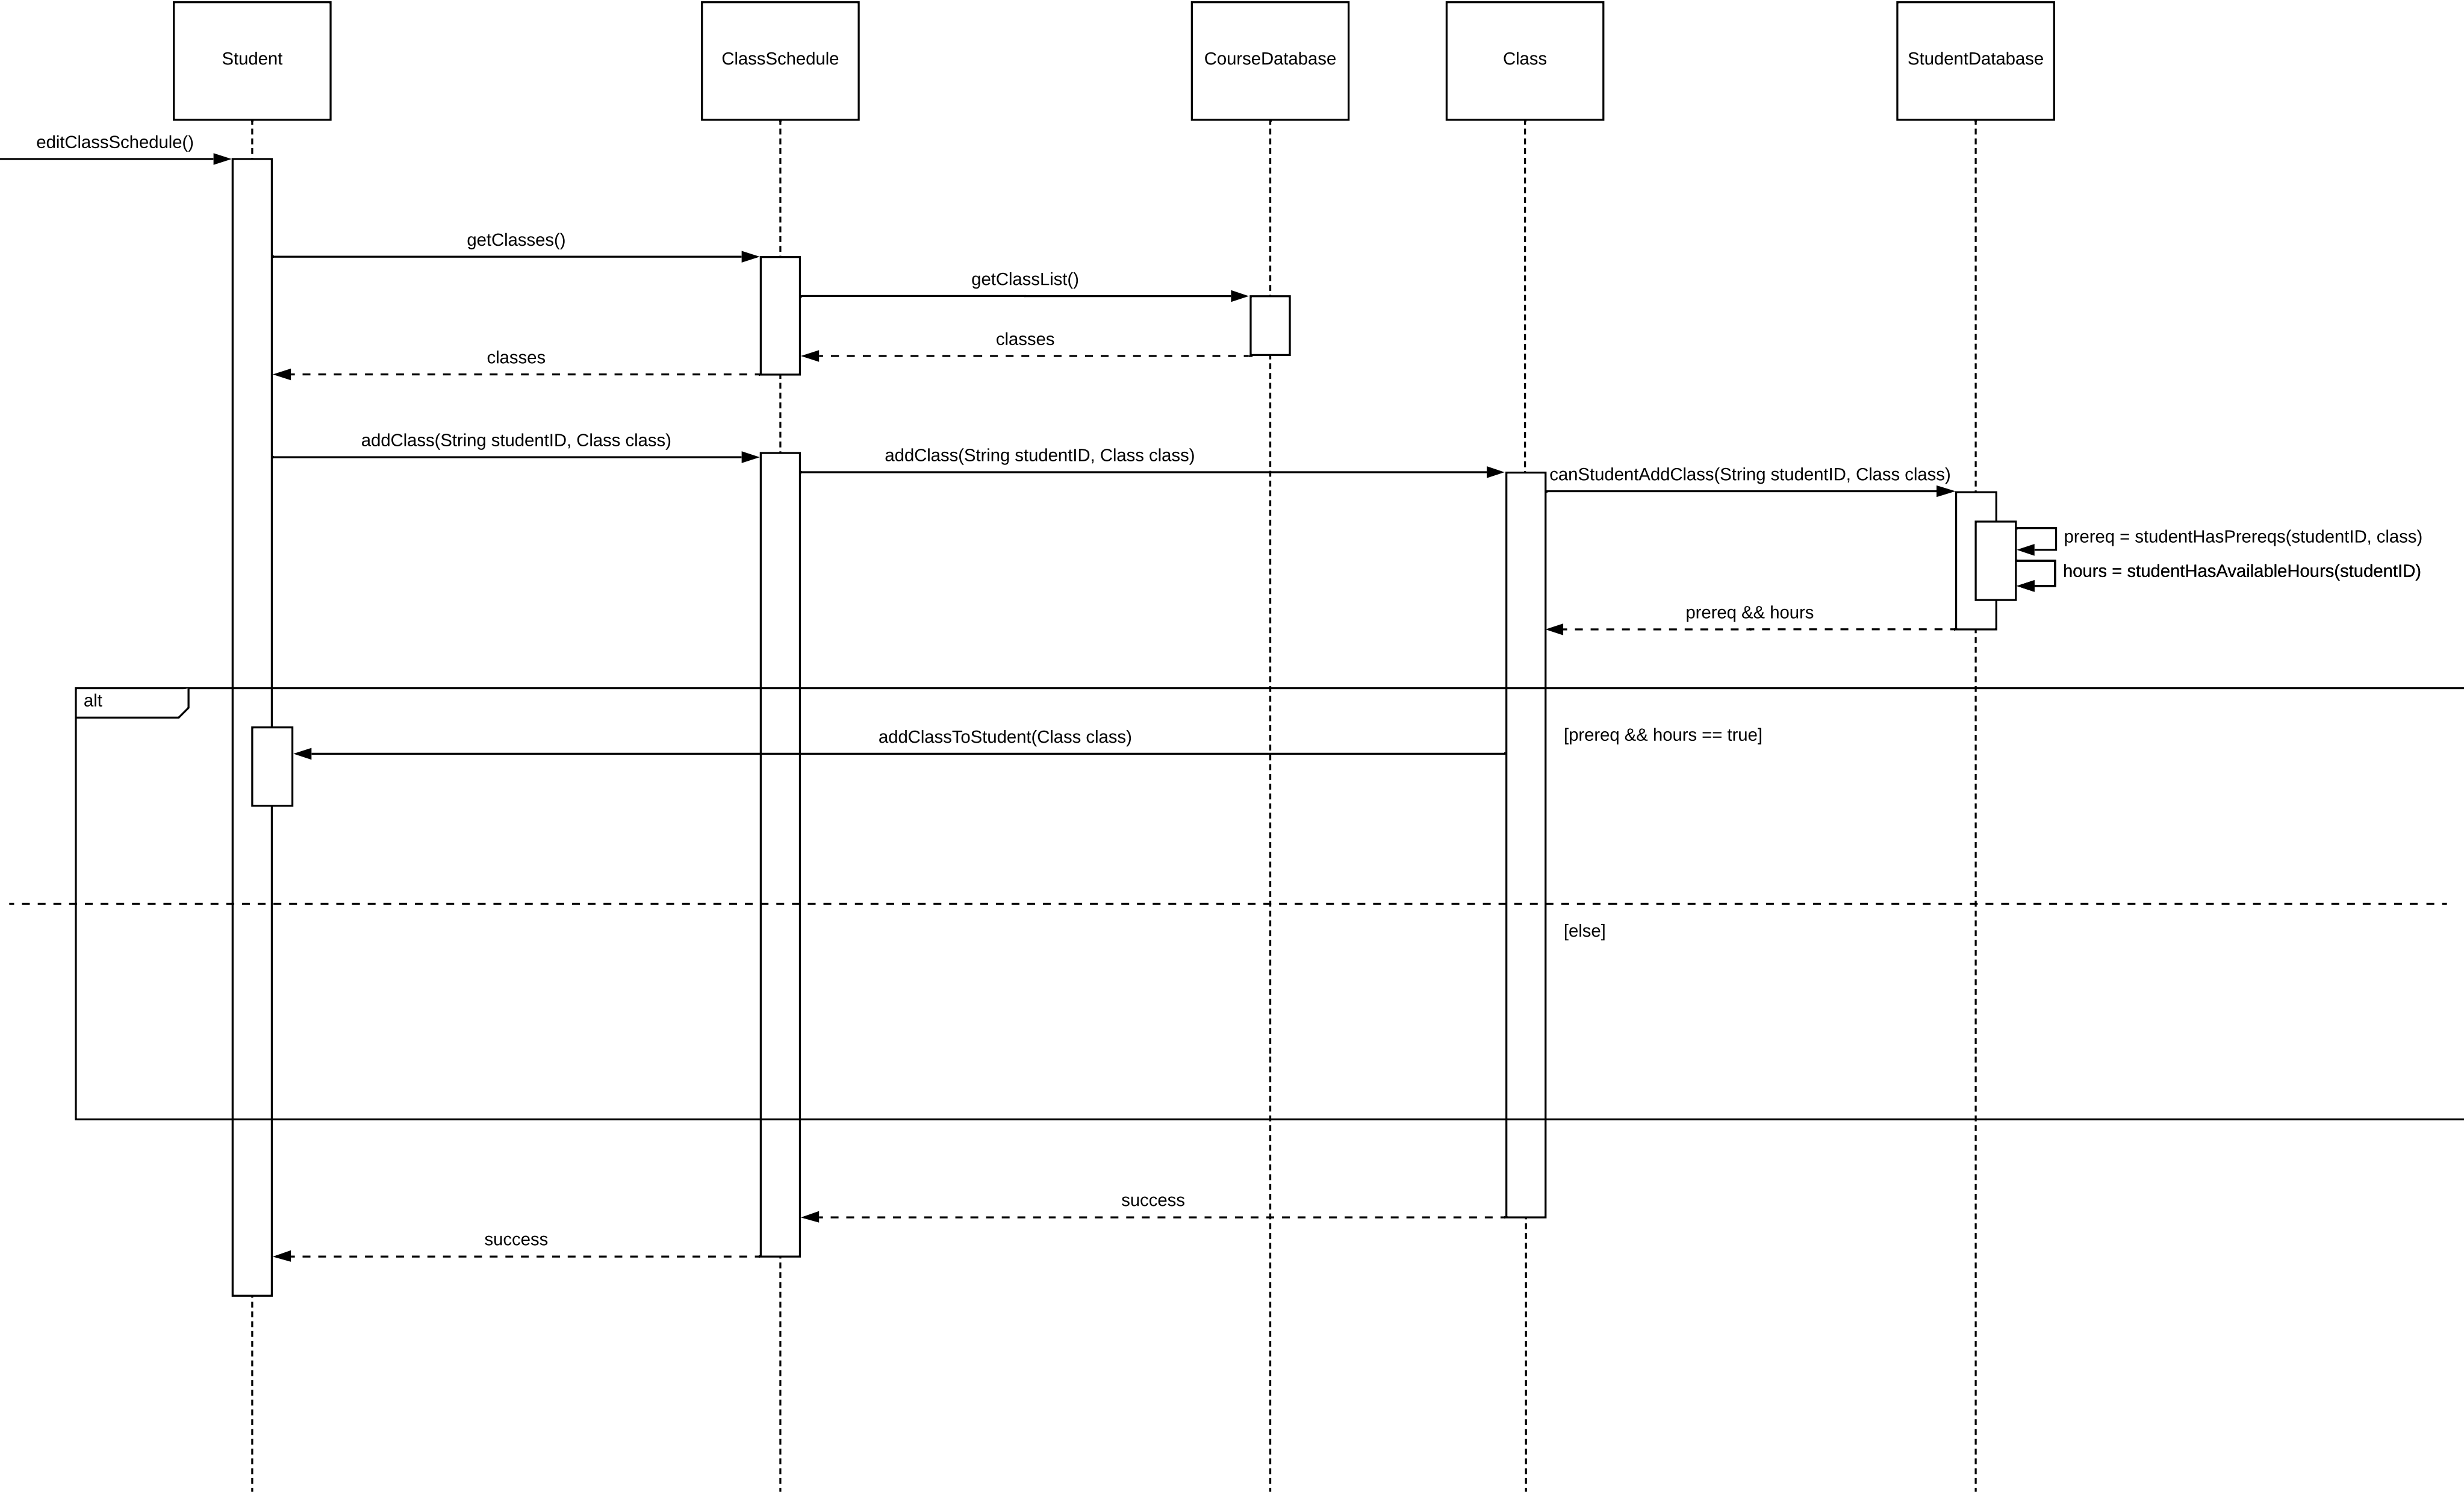 Student
ClassSchedule
CourseDatabase
Class
StudentDatabase
editClassSchedule()
getClasses()
getClassList()
classes
classes
addClass(String studentID, Class class)
addClass(String studentID, Class class)
canStudentAddClass(String studentID, Class class)
prereq = studentHasPrereqs(studentID, class)
hours = studentHasAvailableHours(studentID)
prereq && hours
alt
addClassToStudent(Class class)
[prereq && hours == true]
[else]
success
success